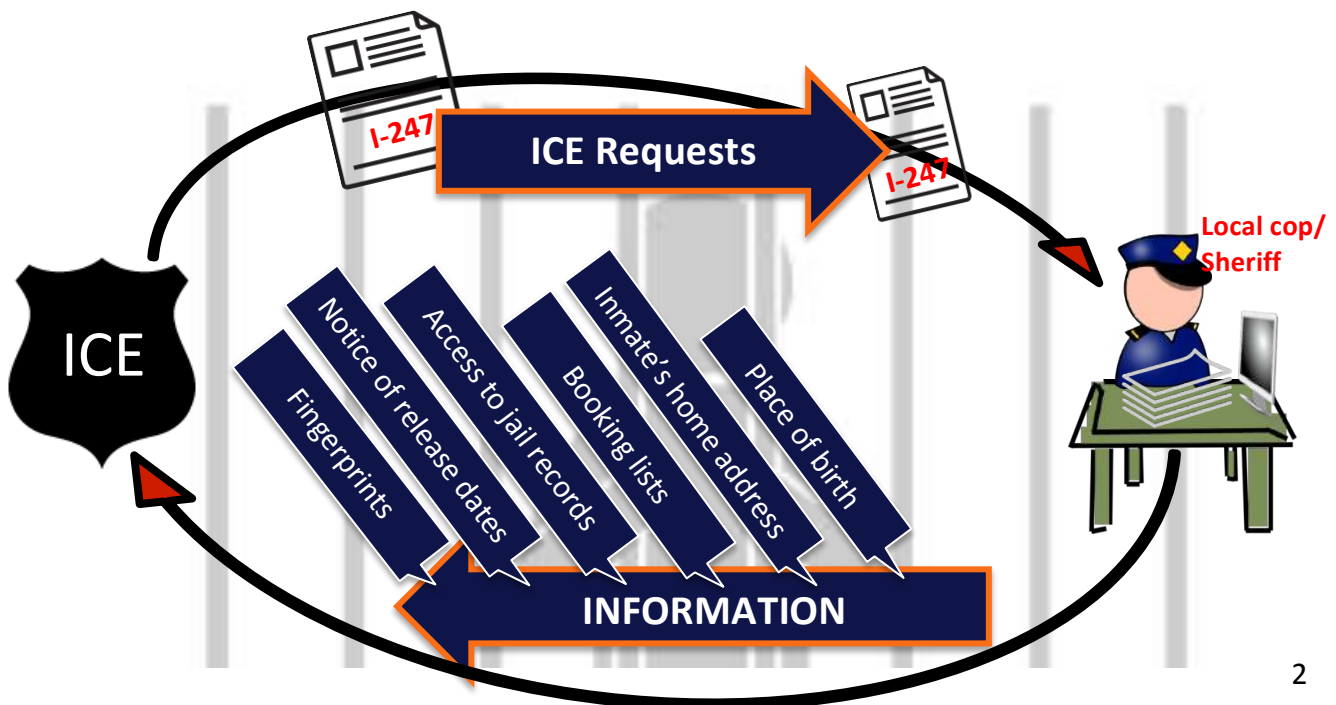 I-247
ICE Requests
I-247
Local cop/
Sheriff
ICE
Fingerprints
Notice of release dates
Access to jail records
Booking lists
Inmate’s home address
Place of birth
INFORMATION
2